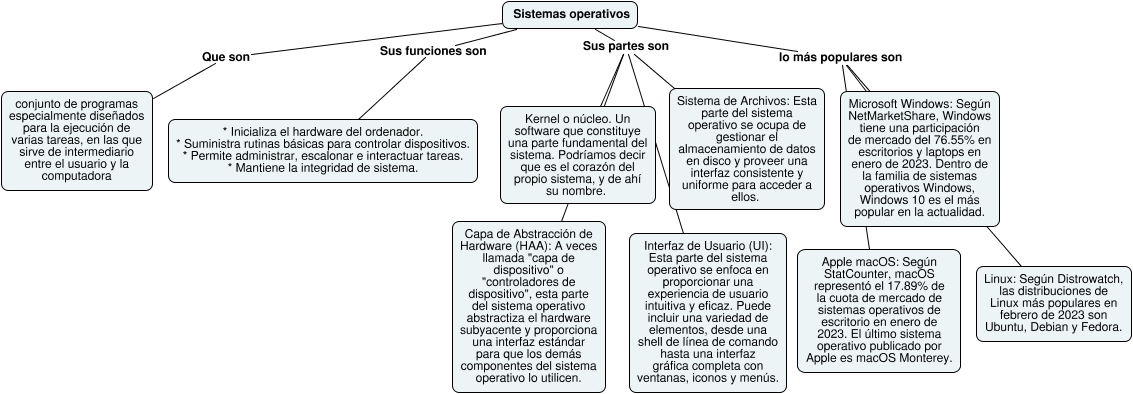 Sistemas operativos
Que son
conjunto de programas
especialmente diseñados
para la ejecución de
varias tareas, en las que
sirve de intermediario
entre el usuario y la
computadora
Sus funciones son
* Inicializa el hardware del ordenador.
* Suministra rutinas básicas para controlar dispositivos.
* Permite administrar, escalonar e interactuar tareas.
* Mantiene la integridad de sistema.
Sus partes son
Kernel o núcleo. Un
software que constituye
una parte fundamental del
sistema. Podríamos decir
que es el corazón del
propio sistema, y de ahí
su nombre.
Sistema de Archivos: Esta
parte del sistema
operativo se ocupa de
gestionar el
almacenamiento de datos
en disco y proveer una
interfaz consistente y
uniforme para acceder a
ellos.
Capa de Abstracción de
Hardware (HAA): A veces
llamada "capa de
dispositivo" o
"controladores de
dispositivo", esta parte
del sistema operativo
abstractiza el hardware
subyacente y proporciona
una interfaz estándar
para que los demás
componentes del sistema
operativo lo utilicen.
Interfaz de Usuario (UI):
Esta parte del sistema
operativo se enfoca en
proporcionar una
experiencia de usuario
intuitiva y eficaz. Puede
incluir una variedad de
elementos, desde una
shell de línea de comando
hasta una interfaz
gráfica completa con
ventanas, iconos y menús.
lo más populares son
Microsoft Windows: Según
NetMarketShare, Windows
tiene una participación
de mercado del 76.55% en
escritorios y laptops en
enero de 2023. Dentro de
la familia de sistemas
operativos Windows,
Windows 10 es el más
popular en la actualidad.
Apple macOS: Según
StatCounter, macOS
representó el 17.89% de
la cuota de mercado de
sistemas operativos de
escritorio en enero de
2023. El último sistema
operativo publicado por
Apple es macOS Monterey.
Linux: Según Distrowatch,
las distribuciones de
Linux más populares en
febrero de 2023 son
Ubuntu, Debian y Fedora.